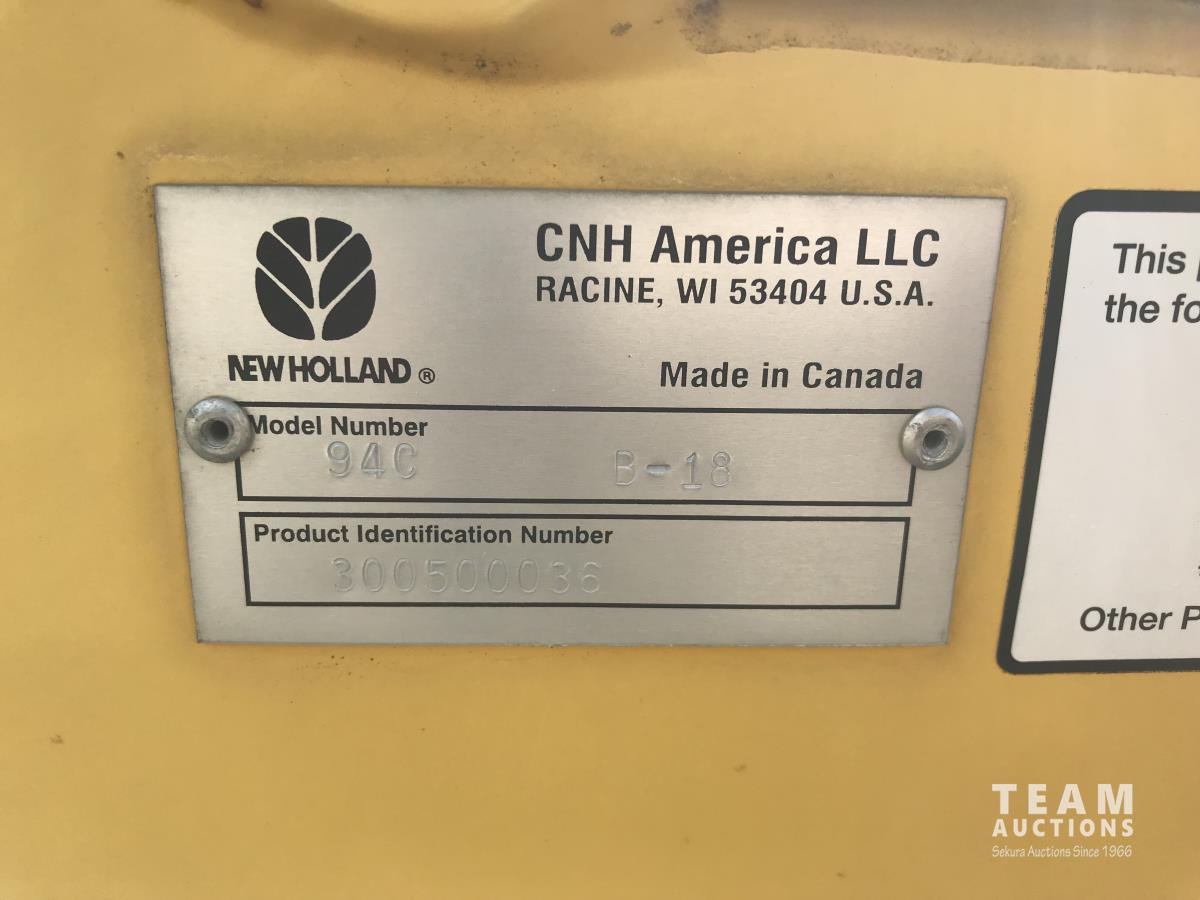 CNH America LLC
RACINE, WI 53404 U.S.A.
NEW HOLLAND ®
Made in Canada
Model Number
94C B-18
Product Identification Number
300500036
This
the fo
Other P
TEAM
AUCTIONS
Sekura Auctions Since 1966